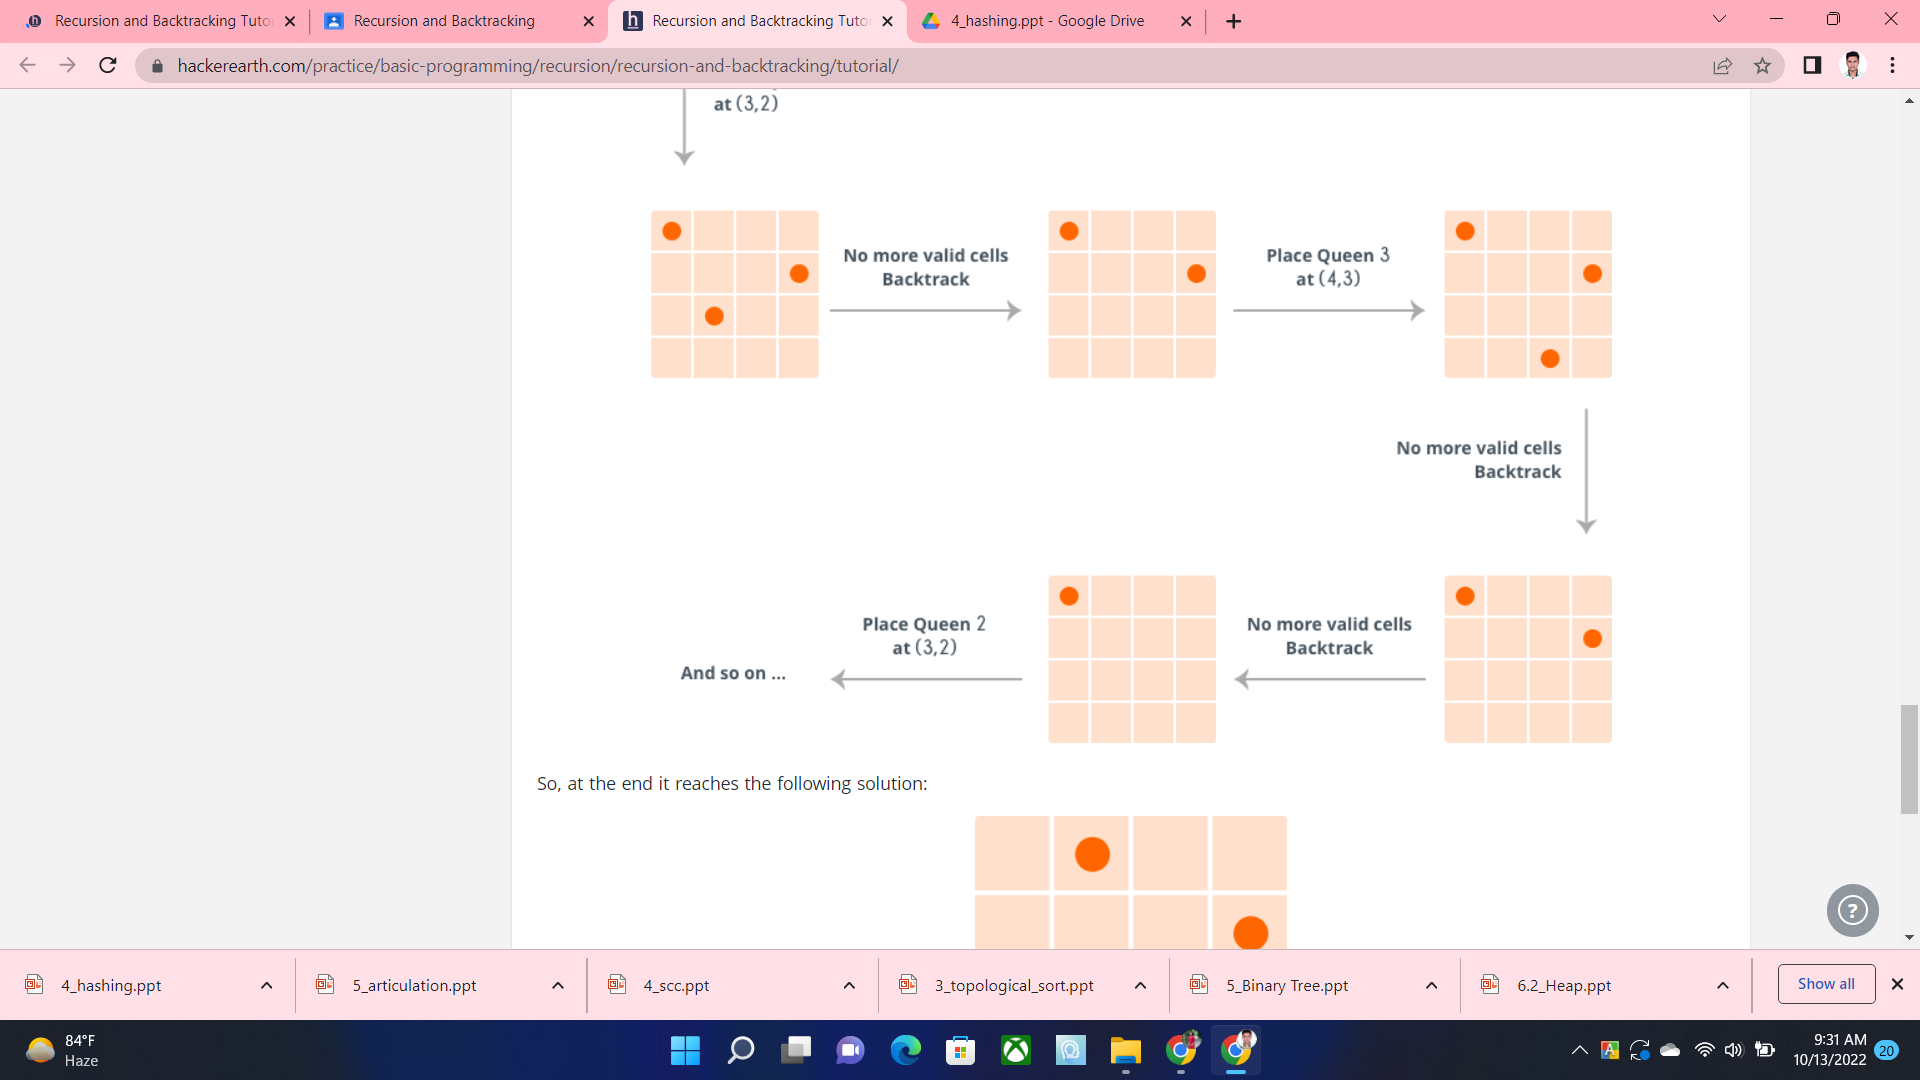 Recursion and Backtracking Tuto
Recursion and Backtracking
Recursion and Backtracking Tuto
4_hashing.ppt - Google Drive
hackerearth.com/practice/basic-programming/recursion/recursion-and-backtracking/tutorial/
at (3,2)
No more valid cells
Backtrack
Place Queen 3
at (4,3)
No more valid cells
Backtrack
And so on ...
Place Queen 2
at (3,2)
No more valid cells
Backtrack
So, at the end it reaches the following solution:
?
4_hashing.ppt
5_articulation.ppt
4_scc.ppt
3_topological_sort.ppt
5_Binary Tree.ppt
6.2_Heap.ppt
Show all
84°F
Haze
9:31 AM
10/13/2022
20